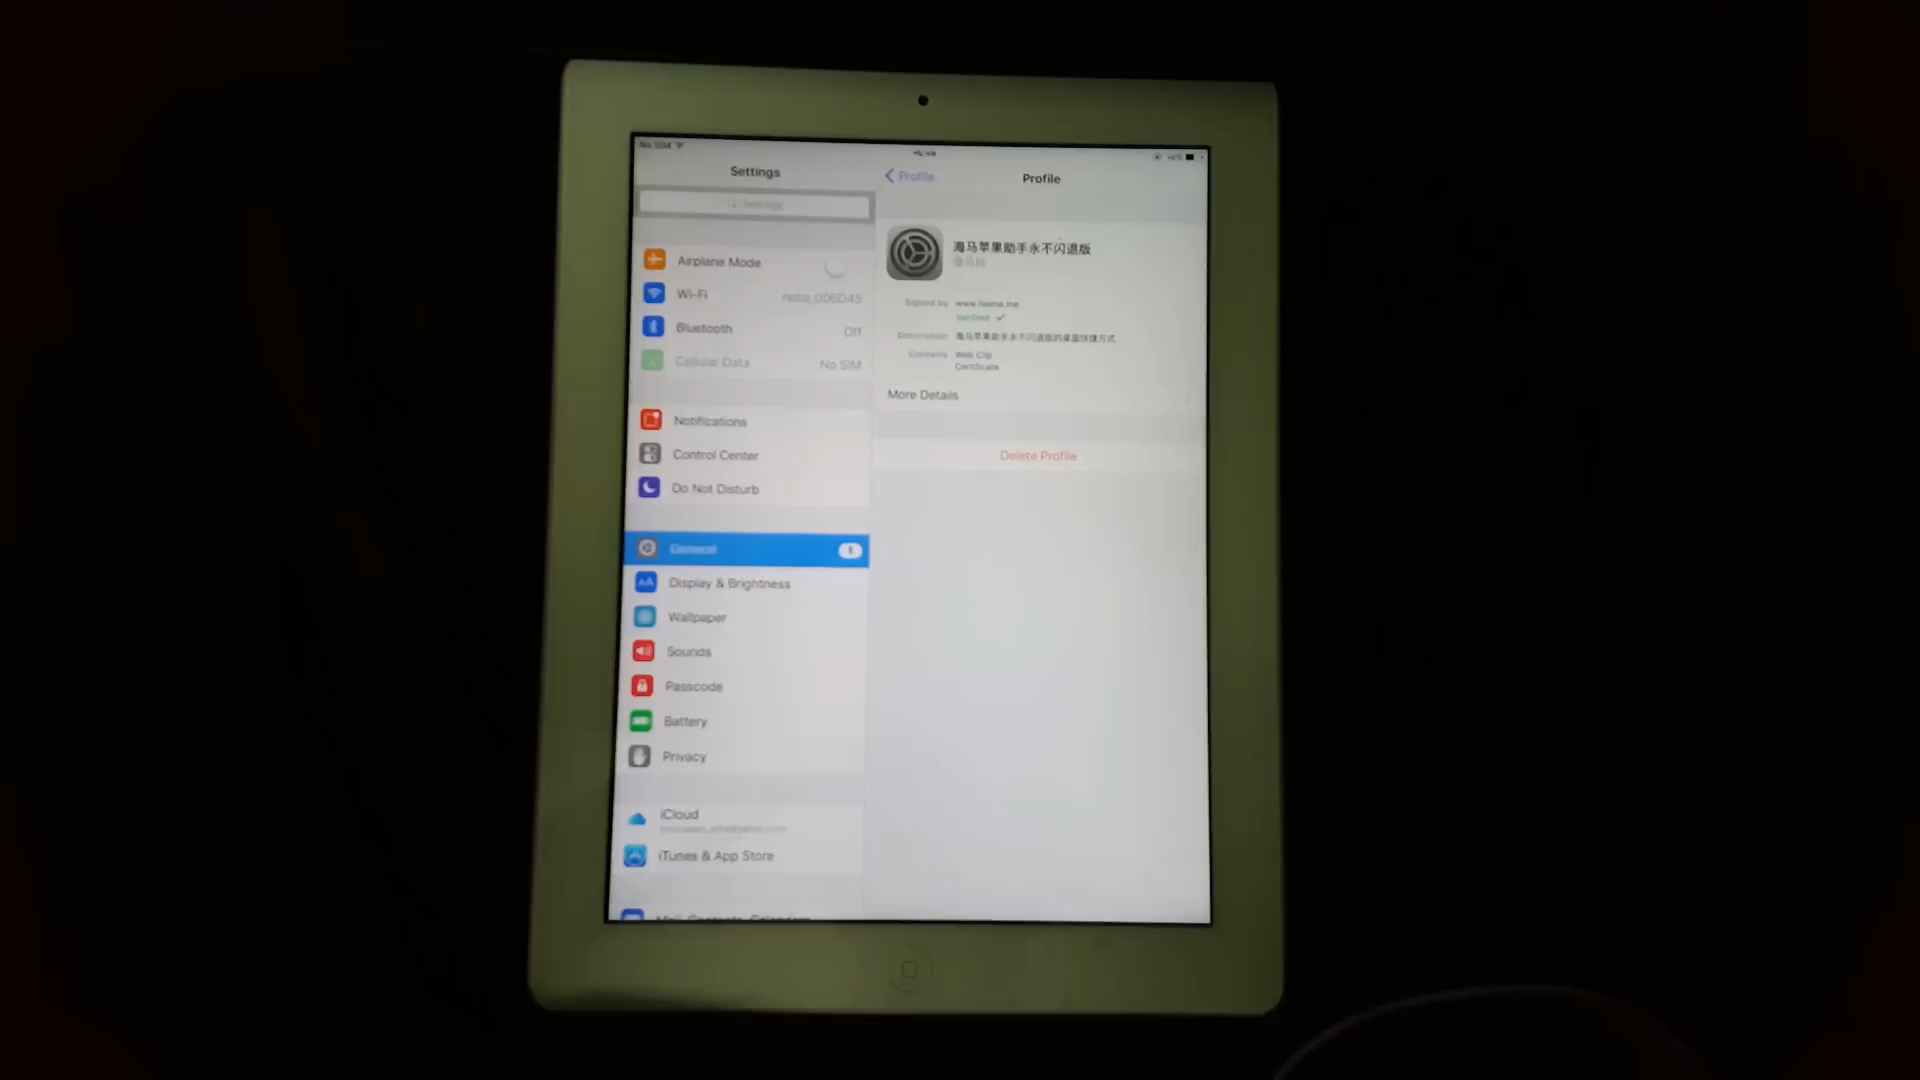 No SIM
Settings
Settings
Airplane Mode
Wi-Fi
Bluetooth Off
Cellular Data No SIM
Notifications
Control Center
Do Not Disturb
General 1
Display & Brightness
Wallpaper
Sounds
Passcode
Battery
Privacy
iCloud
iTunes & App Store
Mail, Contacts, Calendars
Profile
Profile
海马苹果助手永不闪退版
海马玩
Signed by www.haima.me
Verified
Description 海马苹果助手永不闪退版的桌面快捷方式
Contains Web Clip
Certificate
More Details
Delete Profile